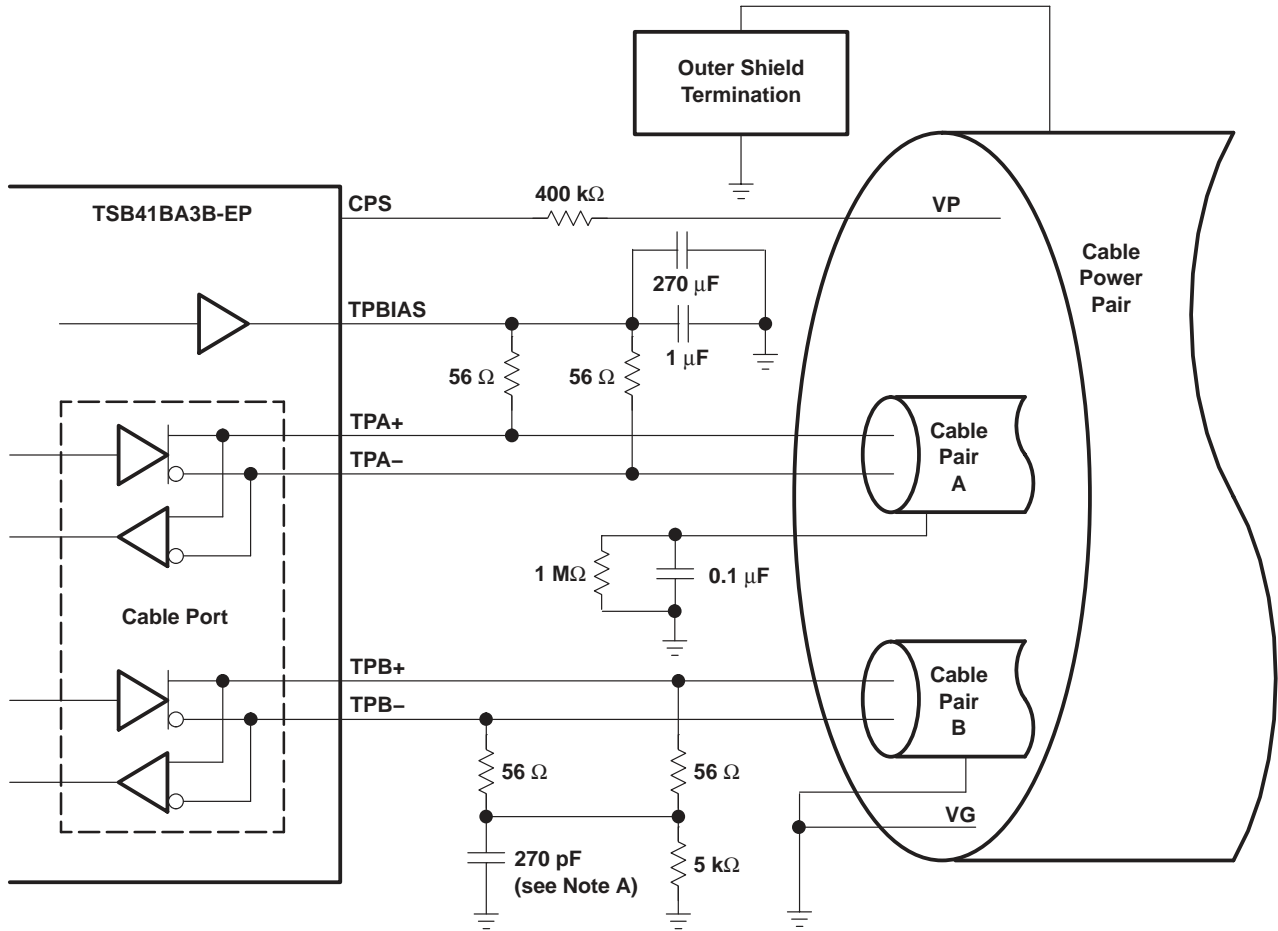 Outer Shield
Termination
TSB41BA3B-EP
CPS
400 kΩ
VP
Cable
Power
Pair
270 μF
TPBIAS
1 μF
56 Ω
56 Ω
TPA+
TPA−
Cable
Pair
A
1 MΩ
0.1 μF
Cable Port
TPB+
TPB−
Cable
Pair
B
56 Ω
56 Ω
VG
270 pF
(see Note A)
5 kΩ